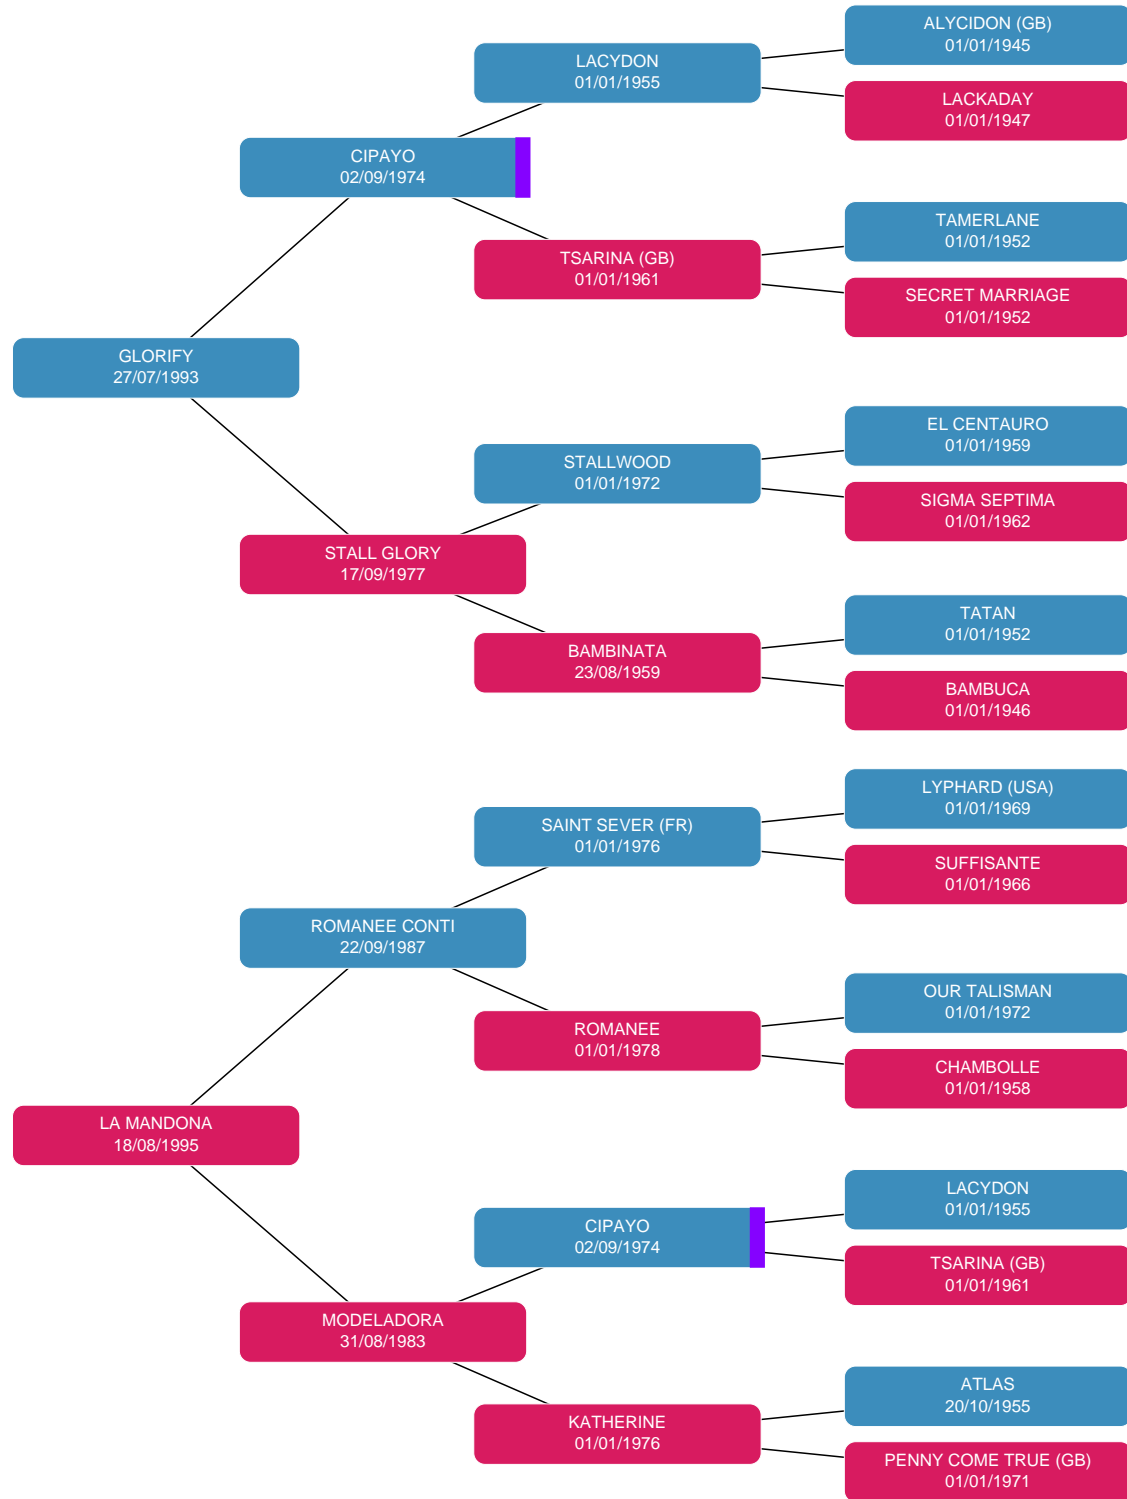 ALYCIDON (GB)
01/01/1945
LACYDON
01/01/1955
LACKADAY
01/01/1947
CIPAYO
02/09/1974
TAMERLANE
01/01/1952
TSARINA (GB)
01/01/1961
SECRET MARRIAGE
01/01/1952
GLORIFY
27/07/1993
EL CENTAURO
01/01/1959
STALLWOOD
01/01/1972
SIGMA SEPTIMA
01/01/1962
STALL GLORY
17/09/1977
TATAN
01/01/1952
BAMBINATA
23/08/1959
BAMBUCA
01/01/1946
LYPHARD (USA)
01/01/1969
SAINT SEVER (FR)
01/01/1976
SUFFISANTE
01/01/1966
ROMANEE CONTI
22/09/1987
OUR TALISMAN
01/01/1972
ROMANEE
01/01/1978
CHAMBOLLE
01/01/1958
LA MANDONA
18/08/1995
LACYDON
01/01/1955
CIPAYO
02/09/1974
TSARINA (GB)
01/01/1961
MODELADORA
31/08/1983
ATLAS
20/10/1955
KATHERINE
01/01/1976
PENNY COME TRUE (GB)
01/01/1971